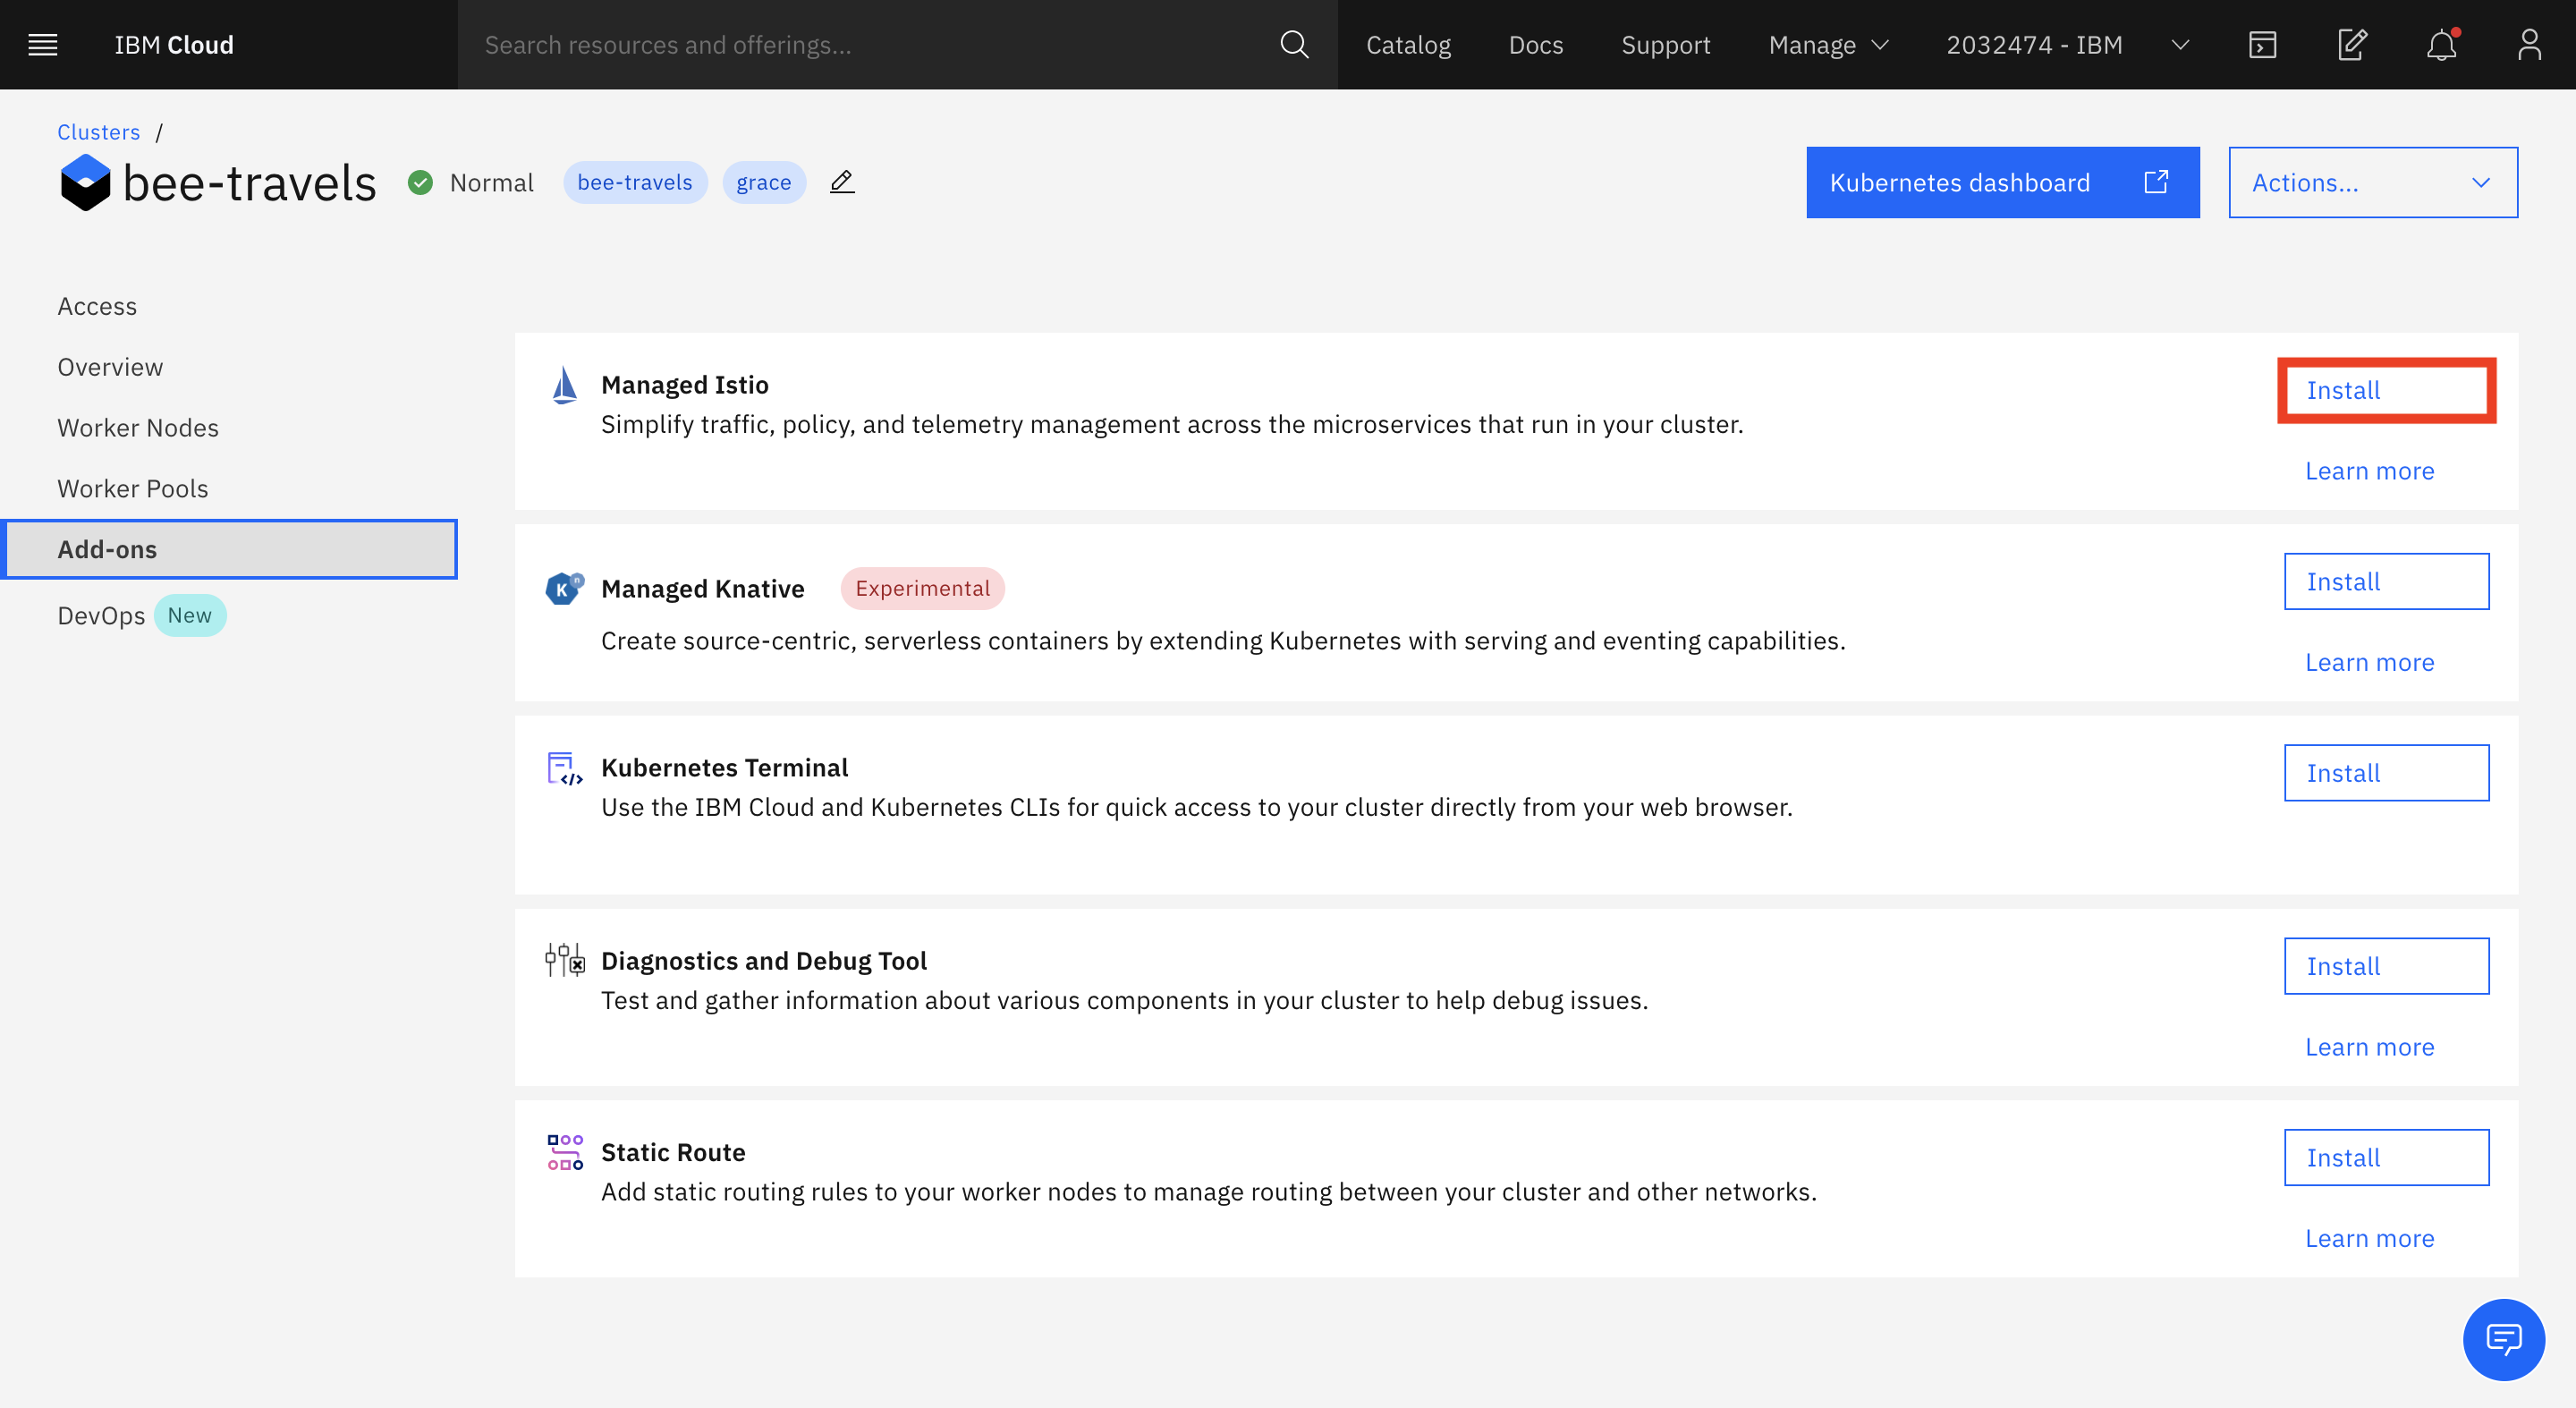 IBM Cloud
Search resources and offerings...
Catalog
Docs
Support
Manage
2032474 - IBM
Clusters /
bee-travels
Normal
bee-travels
grace
Kubernetes dashboard
Actions...
Access
Overview
Worker Nodes
Worker Pools
Add-ons
DevOps New
Managed Istio
Simplify traffic, policy, and telemetry management across the microservices that run in your cluster.
Install
Learn more
K n
Managed Knative
Experimental
Create source-centric, serverless containers by extending Kubernetes with serving and eventing capabilities.
Install
Learn more
Kubernetes Terminal
Use the IBM Cloud and Kubernetes CLIs for quick access to your cluster directly from your web browser.
Install
Diagnostics and Debug Tool
Test and gather information about various components in your cluster to help debug issues.
Install
Learn more
Static Route
Add static routing rules to your worker nodes to manage routing between your cluster and other networks.
Install
Learn more